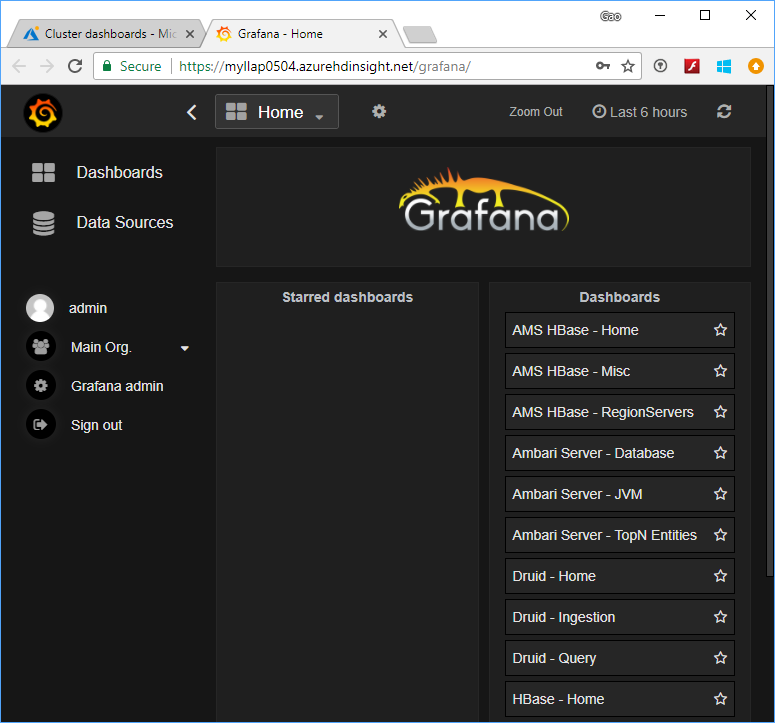 Gao
Cluster dashboards - Mic
Grafana - Home
Secure
https://myllap0504.azurehdinsight.net/grafana/
Home
Zoom Out
Last 6 hours
Dashboards
Data Sources
Grafana
admin
Main Org.
Grafana admin
Sign out
Starred dashboards
Dashboards
AMS HBase - Home
AMS HBase - Misc
AMS HBase - RegionServers
Ambari Server - Database
Ambari Server - JVM
Ambari Server - TopN Entities
Druid - Home
Druid - Ingestion
Druid - Query
HBase - Home